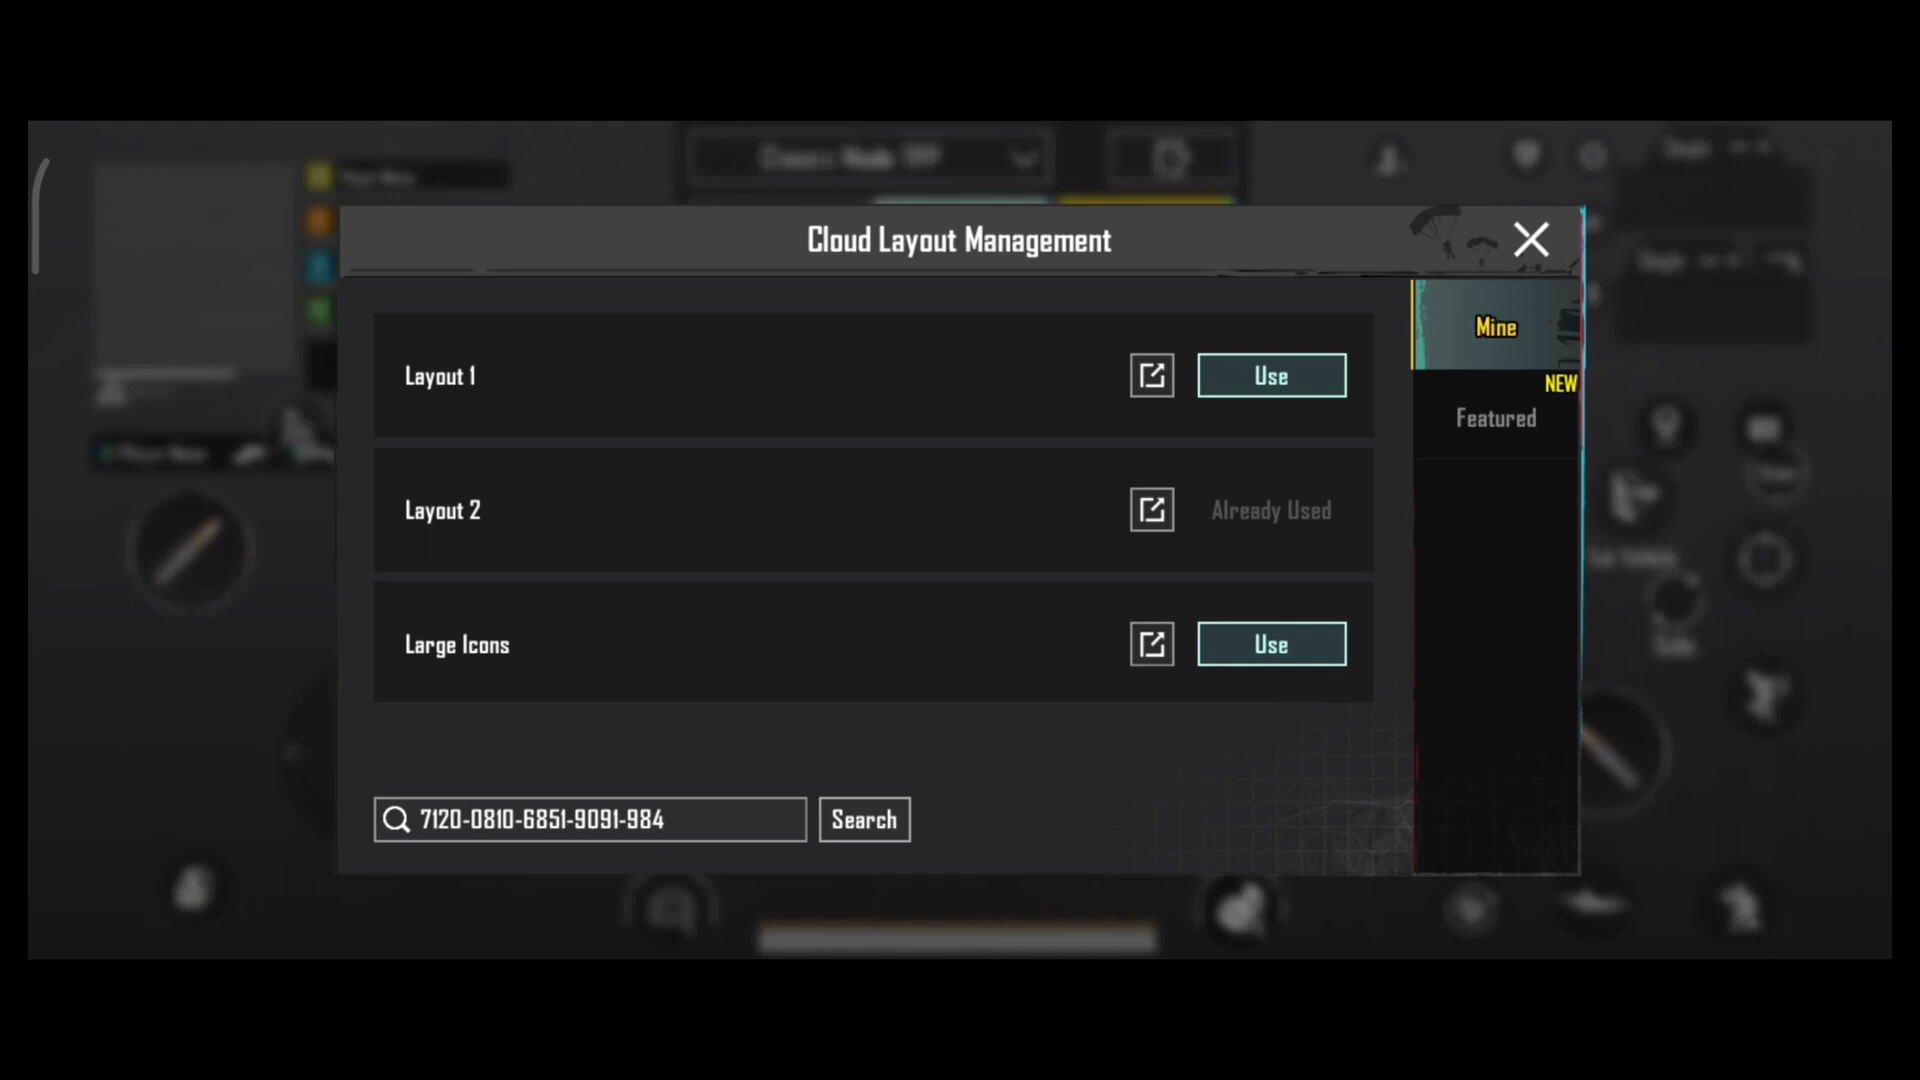 Cloud Layout Management
Mine
Layout 1
Use
NEW
Featured
Layout 2
Already Used
Large Icons
Use
7120-0810-6851-9091-984
Search